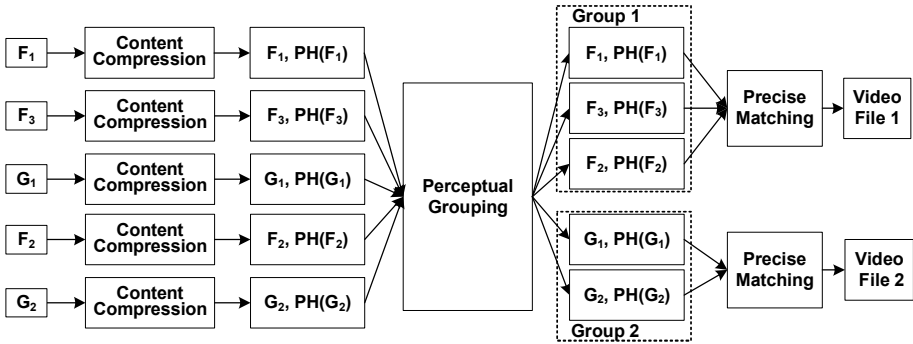 Group 1
F₁
Content
Compression
F₁, PH(F₁)
F₁, PH(F₁)
F₃
Content
Compression
F₃, PH(F₃)
F₃, PH(F₃)
Precise
Matching
Video
File 1
G₁
Content
Compression
G₁, PH(G₁)
Perceptual
Grouping
F₂, PH(F₂)
F₂
Content
Compression
F₂, PH(F₂)
G₁, PH(G₁)
G₂
Content
Compression
G₂, PH(G₂)
G₂, PH(G₂)
Precise
Matching
Video
File 2
Group 2